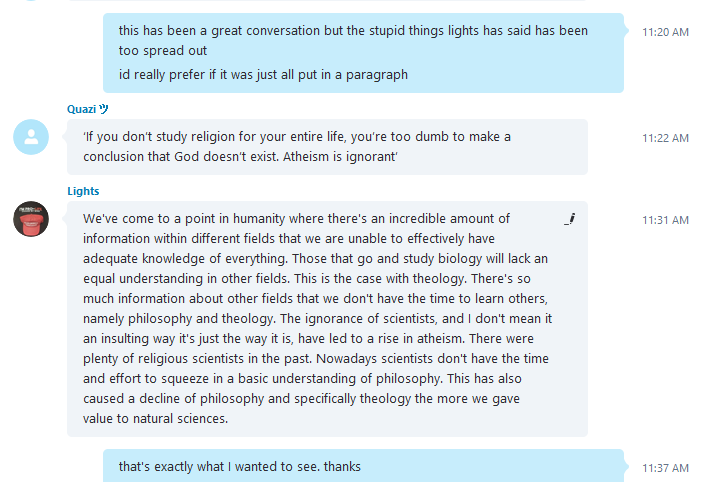 this has been a great conversation but the stupid things lights has said has been
too spread out
id really prefer if it was just all put in a paragraph
11:20 AM
Quazi ツ
'If you don't study religion for your entire life, you're too dumb to make a
conclusion that God doesn't exist. Atheism is ignorant'
11:22 AM
Lights
We've come to a point in humanity where there's an incredible amount of
information within different fields that we are unable to effectively have
adequate knowledge of everything. Those that go and study biology will lack an
equal understanding in other fields. This is the case with theology. There's so
much information about other fields that we don't have the time to learn others,
namely philosophy and theology. The ignorance of scientists, and I don't mean it
an insulting way it's just the way it is, have led to a rise in atheism. There were
plenty of religious scientists in the past. Nowadays scientists don't have the time
and effort to squeeze in a basic understanding of philosophy. This has also
caused a decline of philosophy and specifically theology the more we gave
value to natural sciences.
11:31 AM
that's exactly what I wanted to see. thanks
11:37 AM